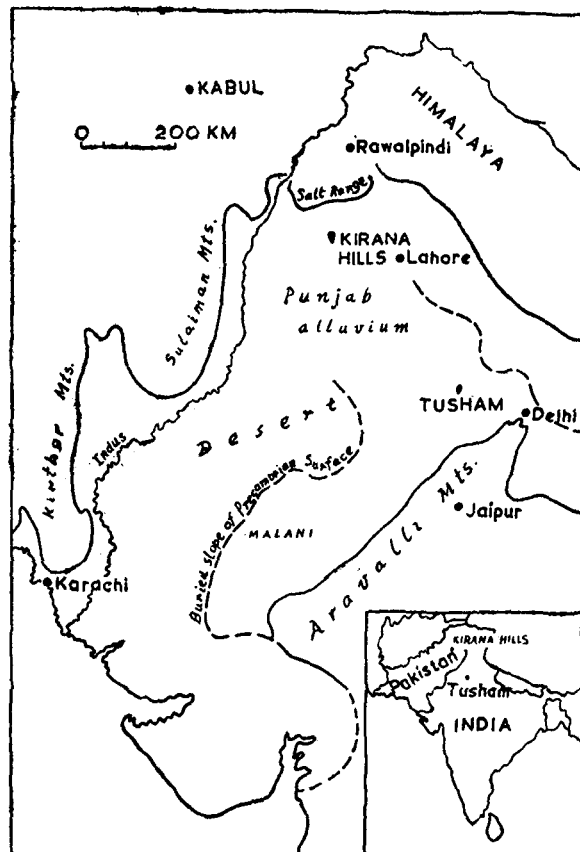 KABUL
0 200 KM
HIMALAYA
Rawalpindi
Salt Range
KIRANA
HILLS
Lahore
Sulaiman Mts.
Punjab
alluvium
Kirthar Mts.
TUSHAM
Delhi
Desert
Indus
Buried slope of Precambrian Surface
MALANI
Aravalli Mts.
Jaipur
Karachi
KIRANA HILLS
Pakistan
Tusham
INDIA